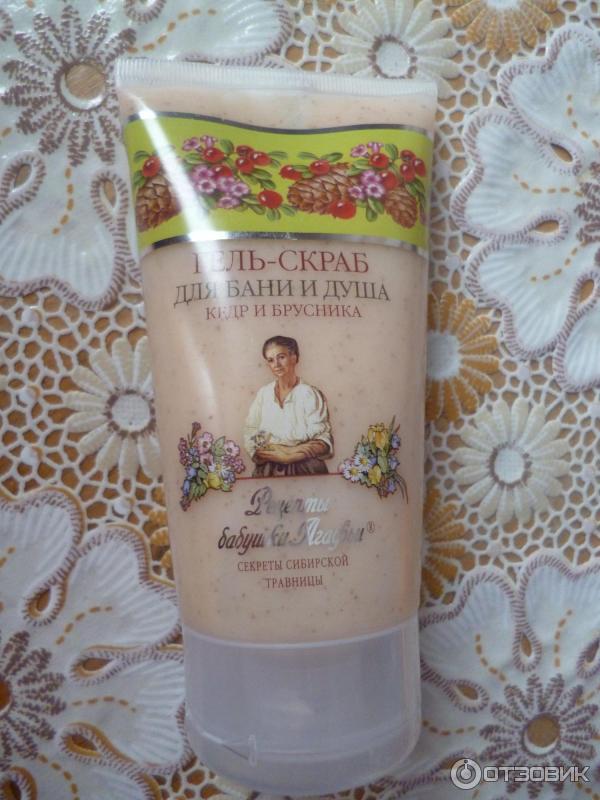 ГЕЛЬ-СКРАБ
ДЛЯ БАНИ И ДУША
КЕДР И БРУСНИКА
Рецепты
бабушки Агафьи®
СЕКРЕТЫ СИБИРСКОЙ
ТРАВНИЦЫ
ОТЗОВИК